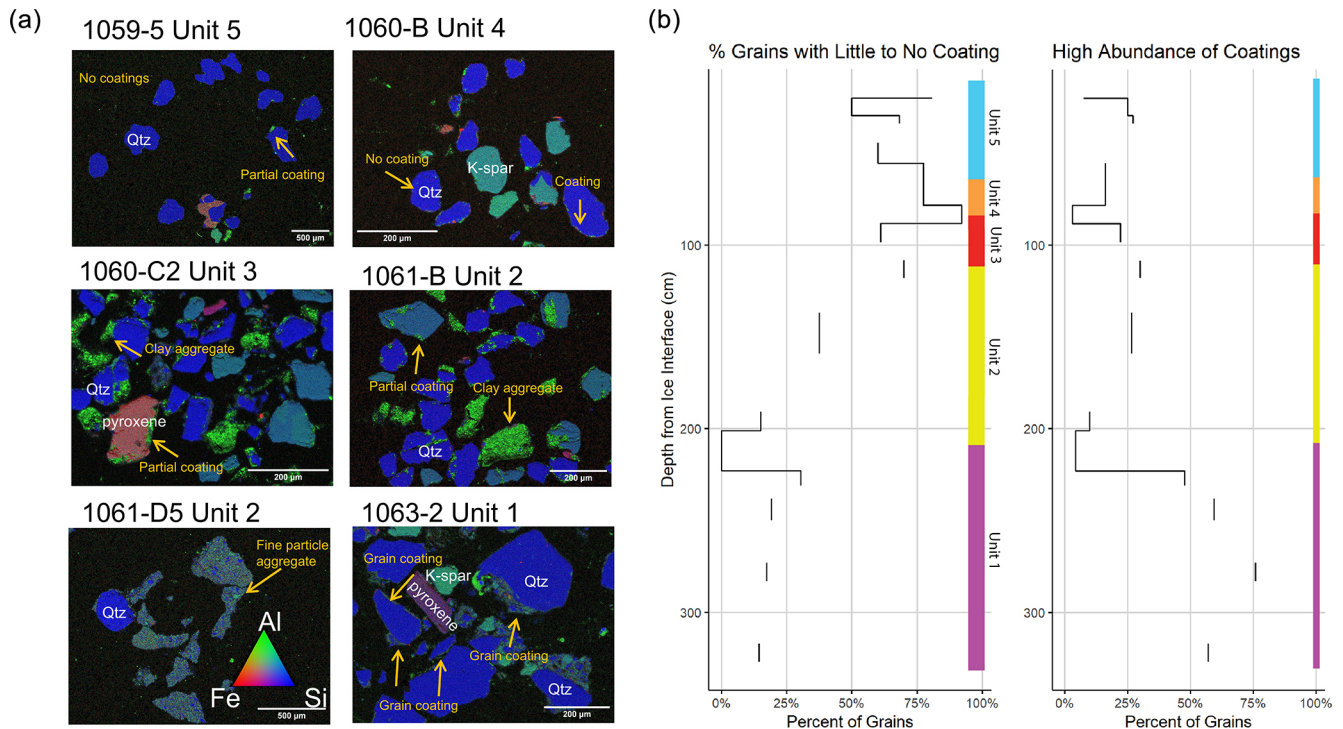 (a)
1059-5 Unit 5
No coatings
Qtz
Partial coating
500 µm
1060-B Unit 4
No coating
K-spar
Qtz
Coating
200 µm
1060-C2 Unit 3
Clay aggregate
Qtz
pyroxene
Partial coating
200 µm
1061-B Unit 2
Partial coating
Clay aggregate
Qtz
200 µm
1061-D5 Unit 2
Fine particle
aggregate
Qtz
Al
Fe
Si
500 µm
1063-2 Unit 1
Grain coating
K-spar
Qtz
pyroxene
Grain coating
Grain coating
Qtz
200 µm
(b)
% Grains with Little to No Coating
Depth from Ice Interface (cm)
100
200
300
Unit 5
Unit 4
Unit 3
Unit 2
Unit 1
0% 25% 50% 75% 100%
Percent of Grains
High Abundance of Coatings
100
200
300
0% 25% 50% 75% 100%
Percent of Grains